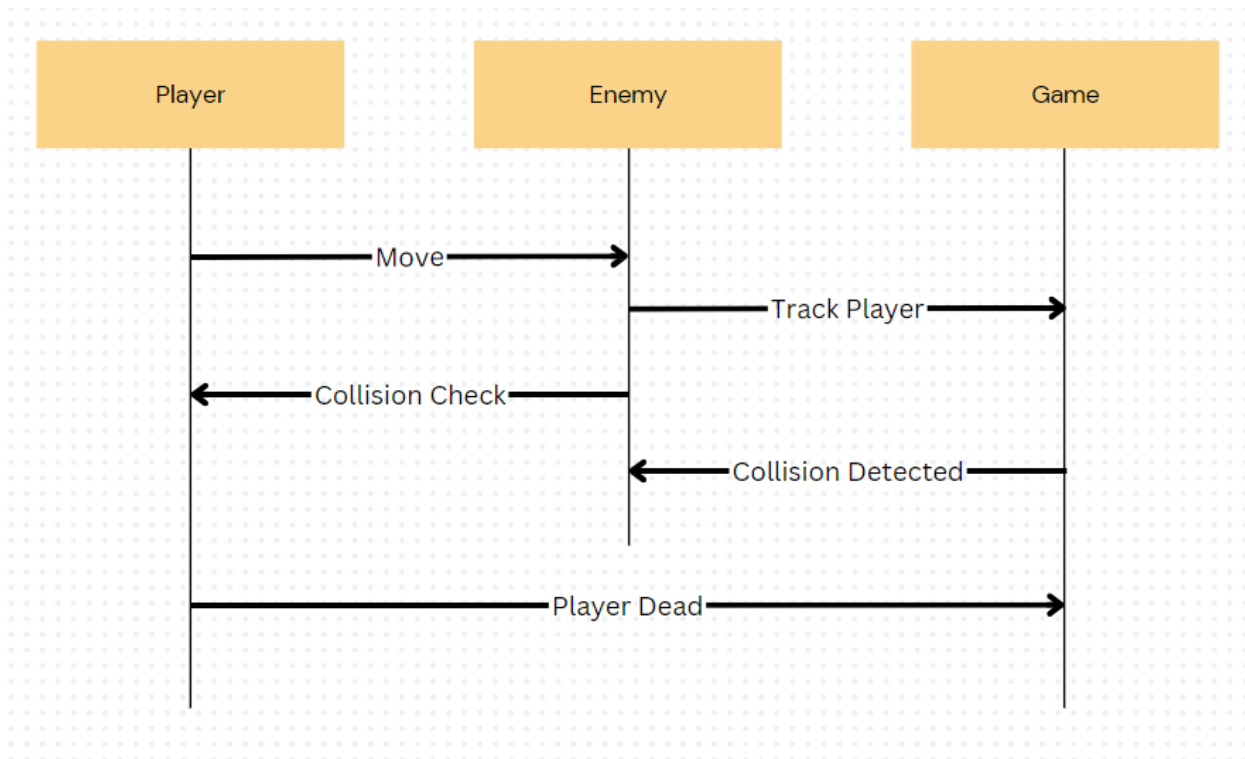 Player
Enemy
Game
Move
Track Player
Collision Check
Collision Detected
Player Dead